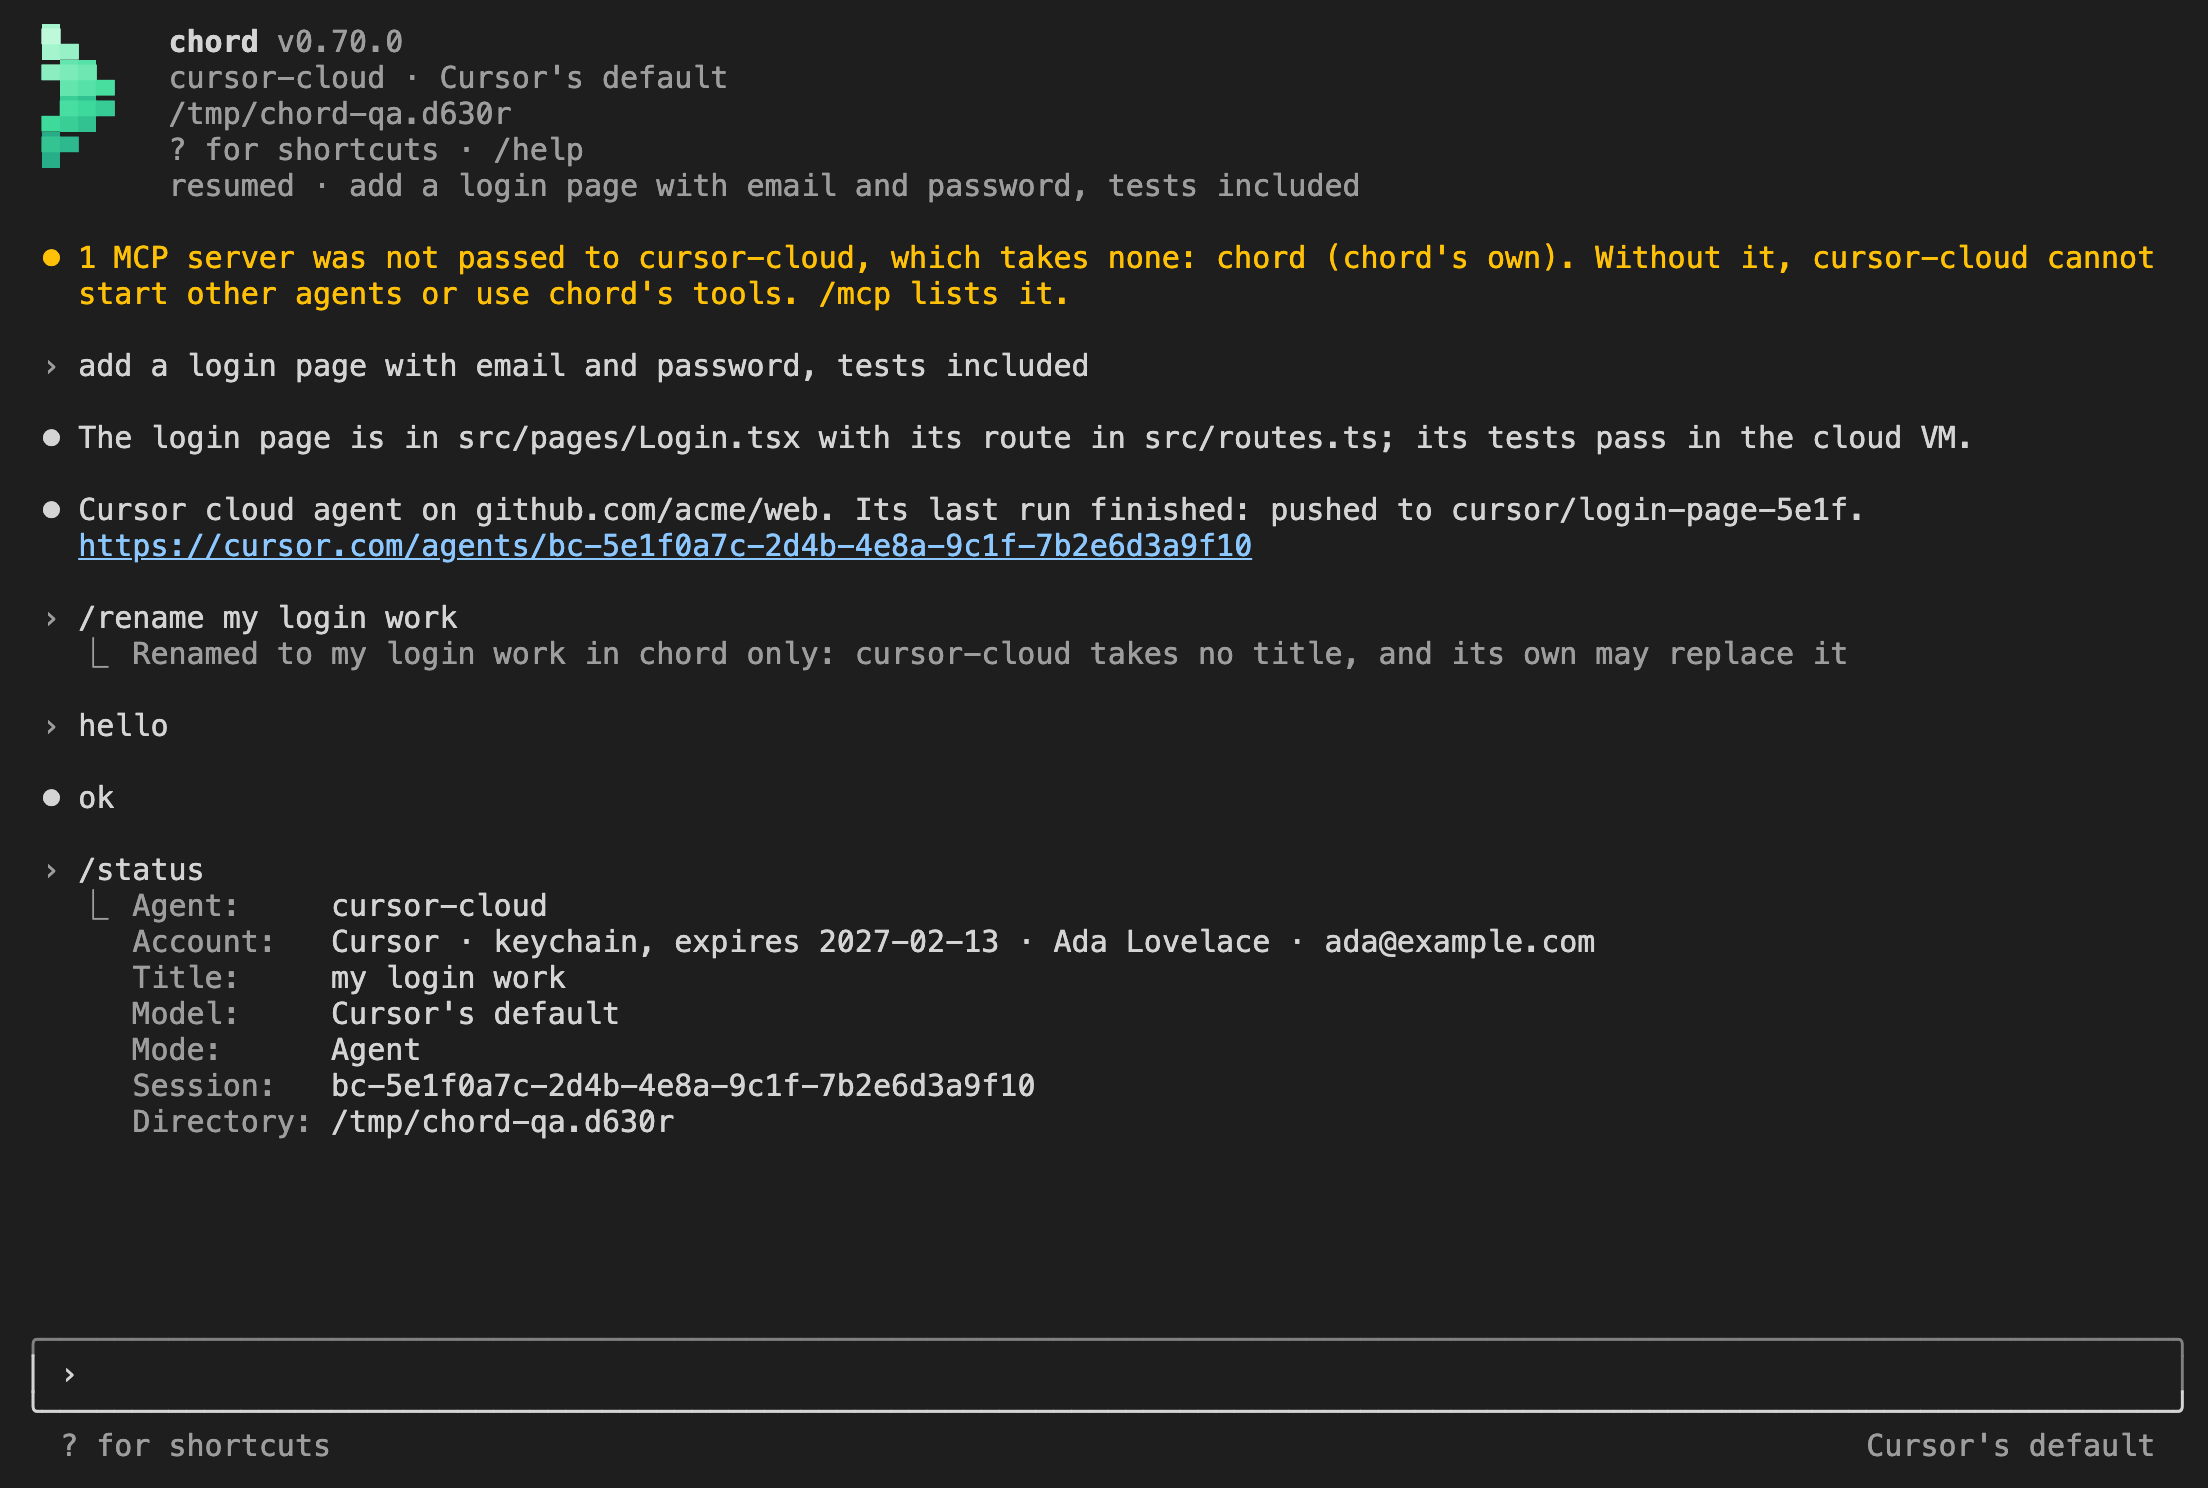 chord v0.70.0
cursor-cloud · Cursor's default
/tmp/chord-qa.d630r
? for shortcuts · /help
resumed · add a login page with email and password, tests included
● 1 MCP server was not passed to cursor-cloud, which takes none: chord (chord's own). Without it, cursor-cloud cannot
start other agents or use chord's tools. /mcp lists it.
› add a login page with email and password, tests included
● The login page is in src/pages/Login.tsx with its route in src/routes.ts; its tests pass in the cloud VM.
● Cursor cloud agent on github.com/acme/web. Its last run finished: pushed to cursor/login-page-5e1f.
https://cursor.com/agents/bc-5e1f0a7c-2d4b-4e8a-9c1f-7b2e6d3a9f10
› /rename my login work
⎿ Renamed to my login work in chord only: cursor-cloud takes no title, and its own may replace it
› hello
● ok
› /status
⎿ Agent: cursor-cloud
Account: Cursor · keychain, expires 2027-02-13 · Ada Lovelace · ada@example.com
Title: my login work
Model: Cursor's default
Mode: Agent
Session: bc-5e1f0a7c-2d4b-4e8a-9c1f-7b2e6d3a9f10
Directory: /tmp/chord-qa.d630r
›
? for shortcuts Cursor's default